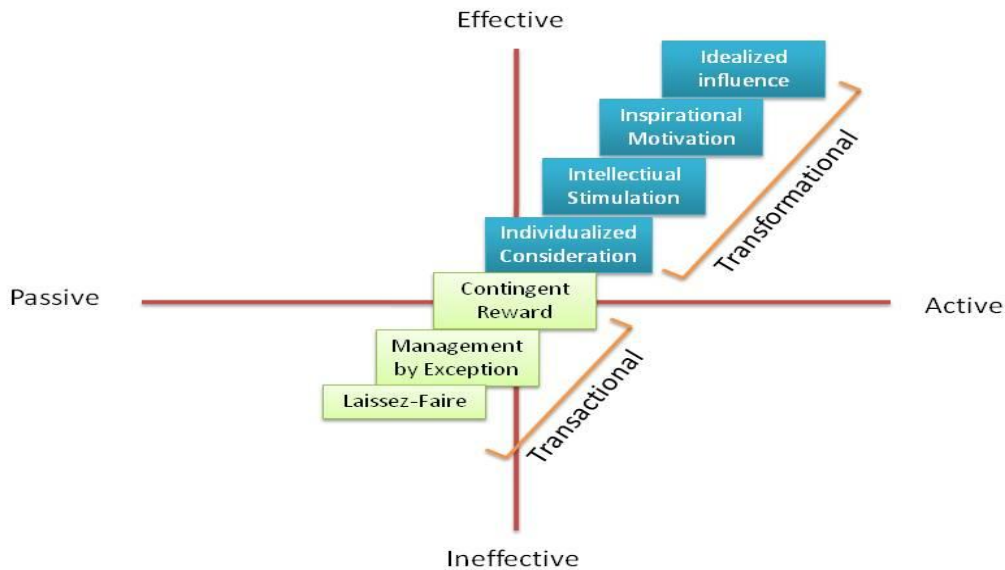 Effective
Idealized
influence
Inspirational
Motivation
Intellectiual
Stimulation
Individualized
Consideration
Transformational
Passive
Contingent
Reward
Active
Management
by Exception
Laissez-Faire
Transactional
Ineffective